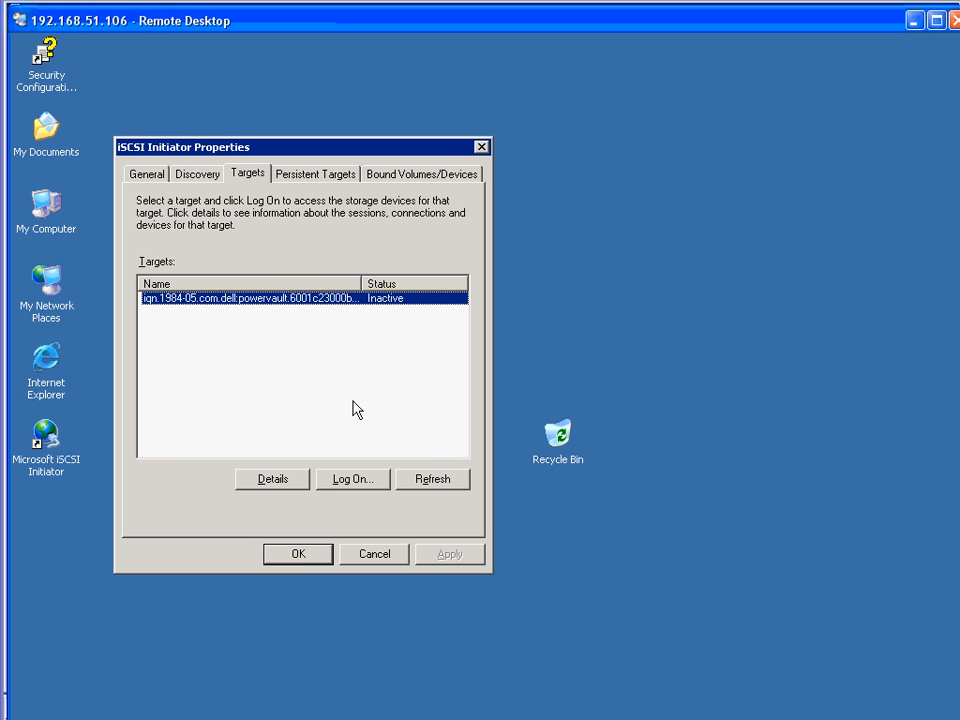 192.168.51.106 - Remote Desktop
Security
Configurati...
My Documents
My Computer
My Network
Places
Internet
Explorer
Microsoft iSCSI
Initiator
iSCSI Initiator Properties
General
Discovery
Targets
Persistent Targets
Bound Volumes/Devices
Select a target and click Log On to access the storage devices for that
target. Click details to see information about the sessions, connections and
devices for that target.
Targets:
Name
Status
iqn.1984-05.com.dell:powervault.6001c23000b...
Inactive
Details
Log On...
Refresh
OK
Cancel
Apply
Recycle Bin